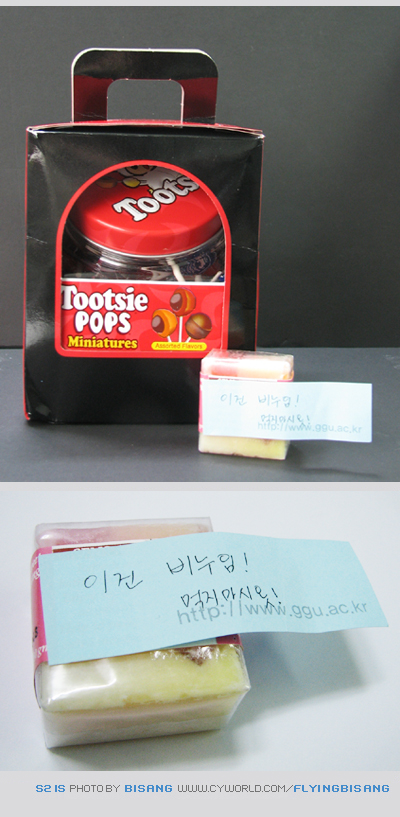 Toots
Tootsie
POPS
Miniatures
Assorted Flavors
이건 비누임!
먹지마시옷!
http://www.ggu.ac.kr
이건 비누임!
먹지마시옷!
http://www.ggu.ac.kr
S2 IS PHOTO BY BISANG WWW.CYWORLD.COM/FLYINGBISANG